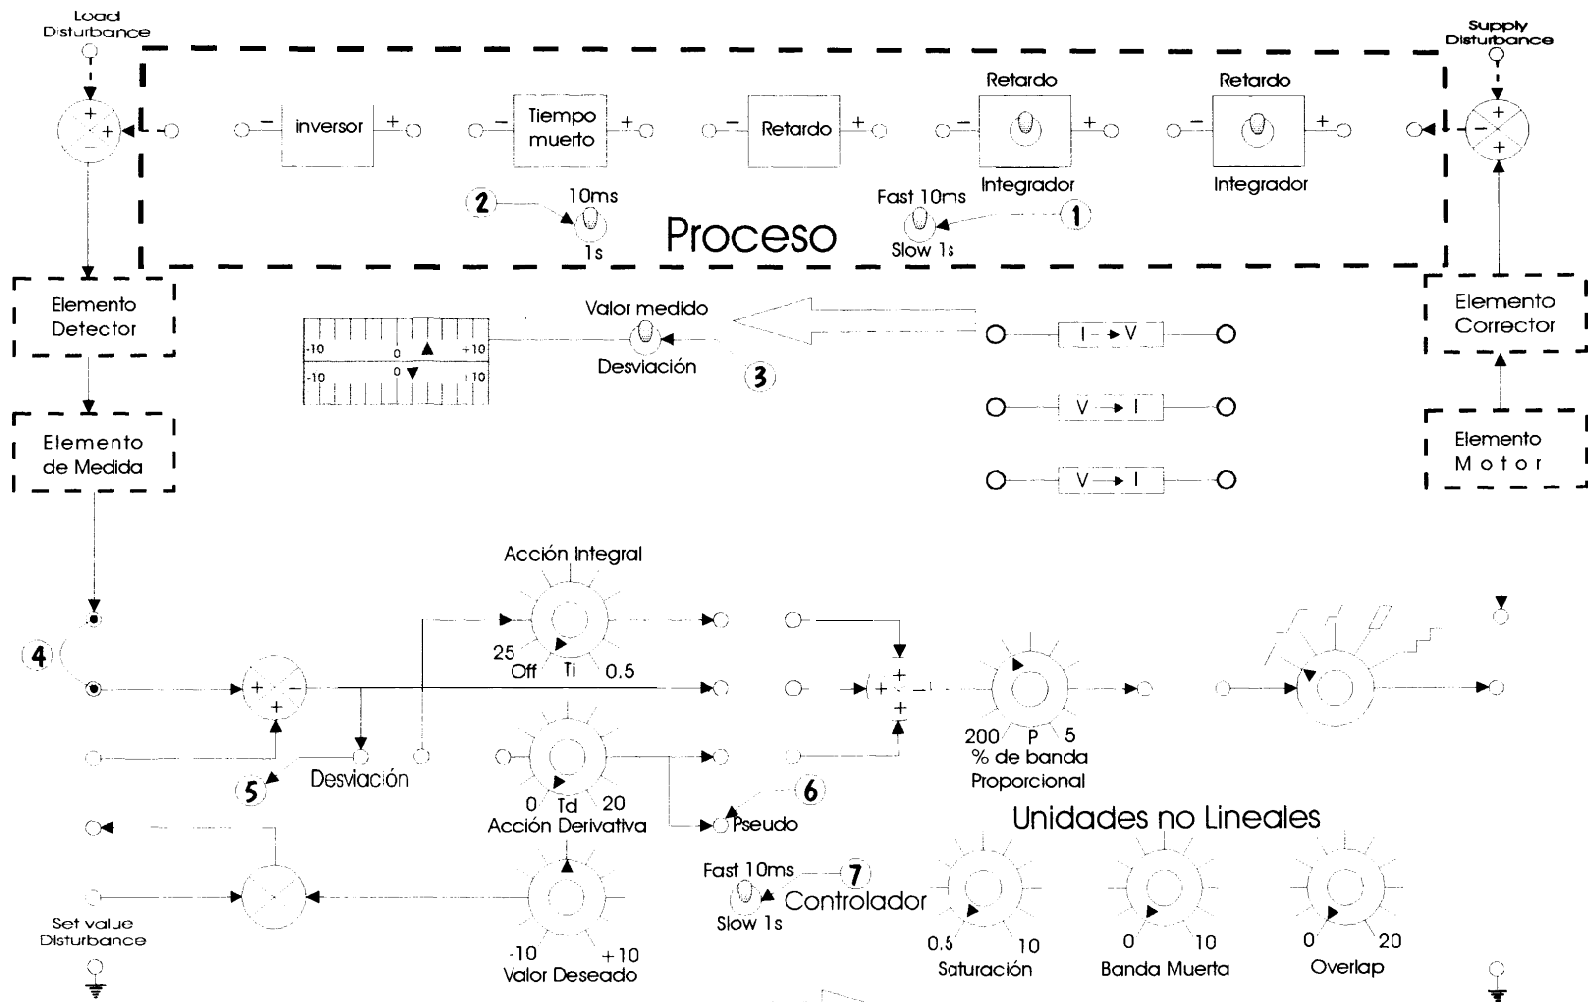 Load
Disturbance
Supply
Disturbance
Retardo
Retardo
+
+
−
−
inversor
+
−
Tiempo
muerto
+
−
Retardo
+
−
+
−
+
−
+
Integrador
Integrador
2
10ms
1s
Proceso
Fast 10ms
Slow 1s
1
Elemento
Detector
Valor medido
Desviación
3
-10
0
+10
-10
0
+10
I → V
Elemento
Corrector
Elemento
de Medida
V → I
Elemento
Motor
V → I
Acción Integral
25
Off
Ti
0.5
4
+
−
+
+
+
+
200
P
5
% de banda
Proporcional
5
Desviación
0
Td
20
Acción Derivativa
6
Pseudo
Unidades no Lineales
Fast 10ms
Slow 1s
7
Controlador
Set value
Disturbance
-10
+10
Valor Deseado
0.5
10
Saturación
0
10
Banda Muerta
0
20
Overlap